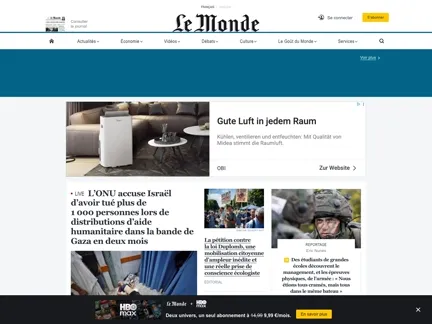 Français
Consulter
le journal
Le Monde
Se connecter
S'abonner
Actualités
Économie
Vidéos
Débats
Culture
Le Goût du Monde
Services
Voir plus
Gute Luft in jedem Raum
Kühlen, ventilieren und entfeuchten: Mit Qualität von
Midea stimmt die Raumluft.
OBI
Zur Website
LIVE L'ONU accuse Israël
d'avoir tué plus de
1 000 personnes lors de
distributions d'aide
humanitaire dans la bande de
Gaza en deux mois
La pétition contre
la loi Duplomb, une
mobilisation citoyenne
d'ampleur inédite et
une réelle prise de
conscience écologiste
ÉDITORIAL
REPORTAGE
Des étudiants de grandes
écoles découvrent le
management, et les épreuves
physiques, de l'armée : « Nous
étions tous crevés, mais tous
dans le même bateau »
HBO
max
Le Monde + HBO max
Deux univers, un seul abonnement à 14,99 9,99 €/mois.
En savoir plus